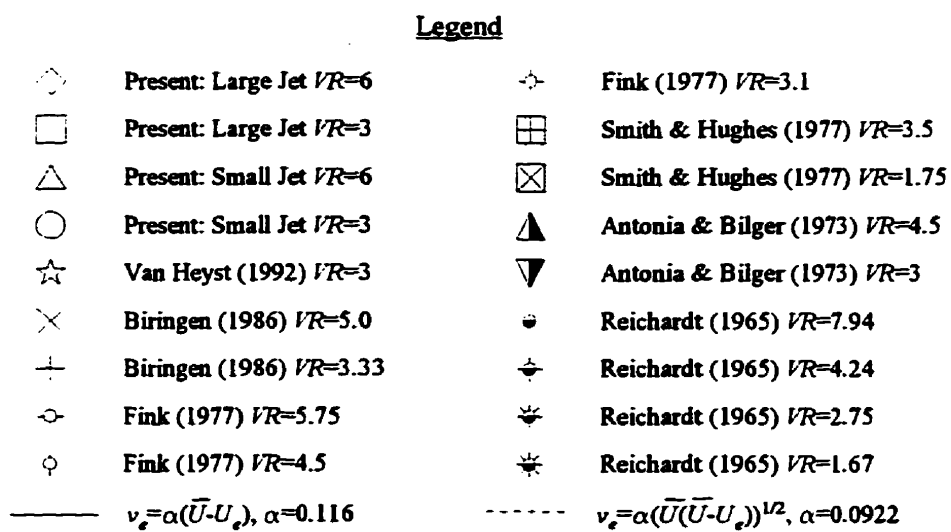 Legend
Present: Large Jet VR=6
Present: Large Jet VR=3
Present: Small Jet VR=6
Present: Small Jet VR=3
Van Heyst (1992) VR=3
Biringen (1986) VR=5.0
Biringen (1986) VR=3.33
Fink (1977) VR=5.75
Fink (1977) VR=4.5
vₑ=α(U̅-Uₑ), α=0.116
Fink (1977) VR=3.1
Smith & Hughes (1977) VR=3.5
Smith & Hughes (1977) VR=1.75
Antonia & Bilger (1973) VR=4.5
Antonia & Bilger (1973) VR=3
Reichardt (1965) VR=7.94
Reichardt (1965) VR=4.24
Reichardt (1965) VR=2.75
Reichardt (1965) VR=1.67
vₑ=α(U̅(U̅-Uₑ))^1/2, α=0.0922